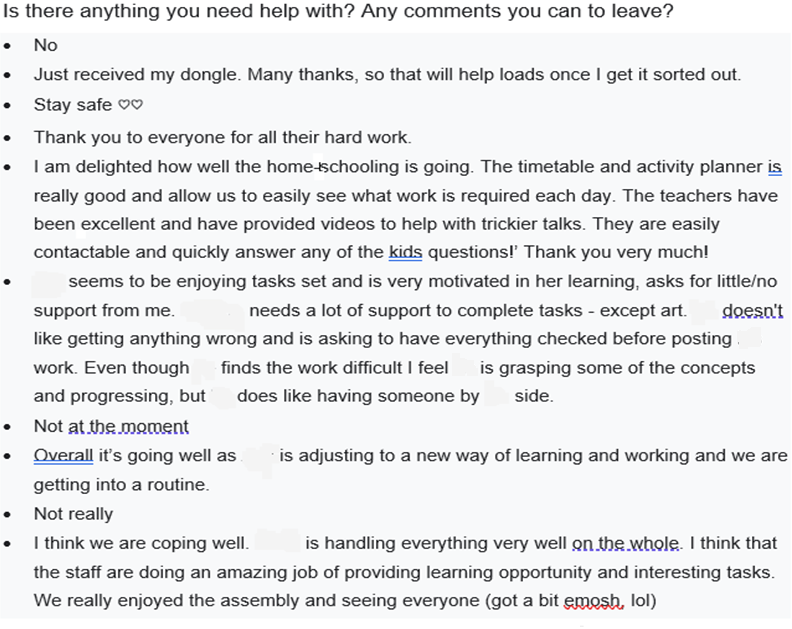 Is there anything you need help with? Any comments you can to leave?
• No
• Just received my dongle. Many thanks, so that will help loads once I get it sorted out.
• Stay safe ♡♡
• Thank you to everyone for all their hard work.
• I am delighted how well the home-schooling is going. The timetable and activity planner is
really good and allow us to easily see what work is required each day. The teachers have
been excellent and have provided videos to help with trickier talks. They are easily
contactable and quickly answer any of the kids questions!’ Thank you very much!
• seems to be enjoying tasks set and is very motivated in her learning, asks for little/no
support from me. needs a lot of support to complete tasks - except art. doesn't
like getting anything wrong and is asking to have everything checked before posting
work. Even though finds the work difficult I feel is grasping some of the concepts
and progressing, but does like having someone by side.
• Not at the moment
• Overall it’s going well as is adjusting to a new way of learning and working and we are
getting into a routine.
• Not really
• I think we are coping well. is handling everything very well on the whole. I think that
the staff are doing an amazing job of providing learning opportunity and interesting tasks.
We really enjoyed the assembly and seeing everyone (got a bit emosh, lol)